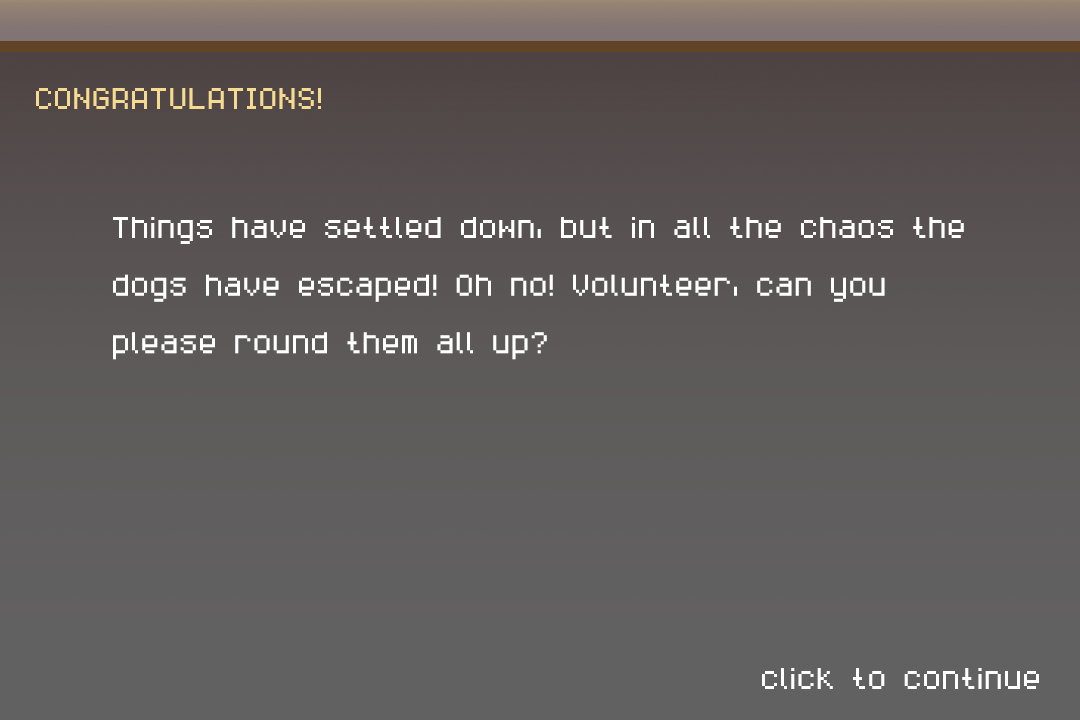 CONGRATULATIONS!
Things have settled down, but in all the chaos the
dogs have escaped! Oh no! Volunteer, can you
please round them all up?
click to continue